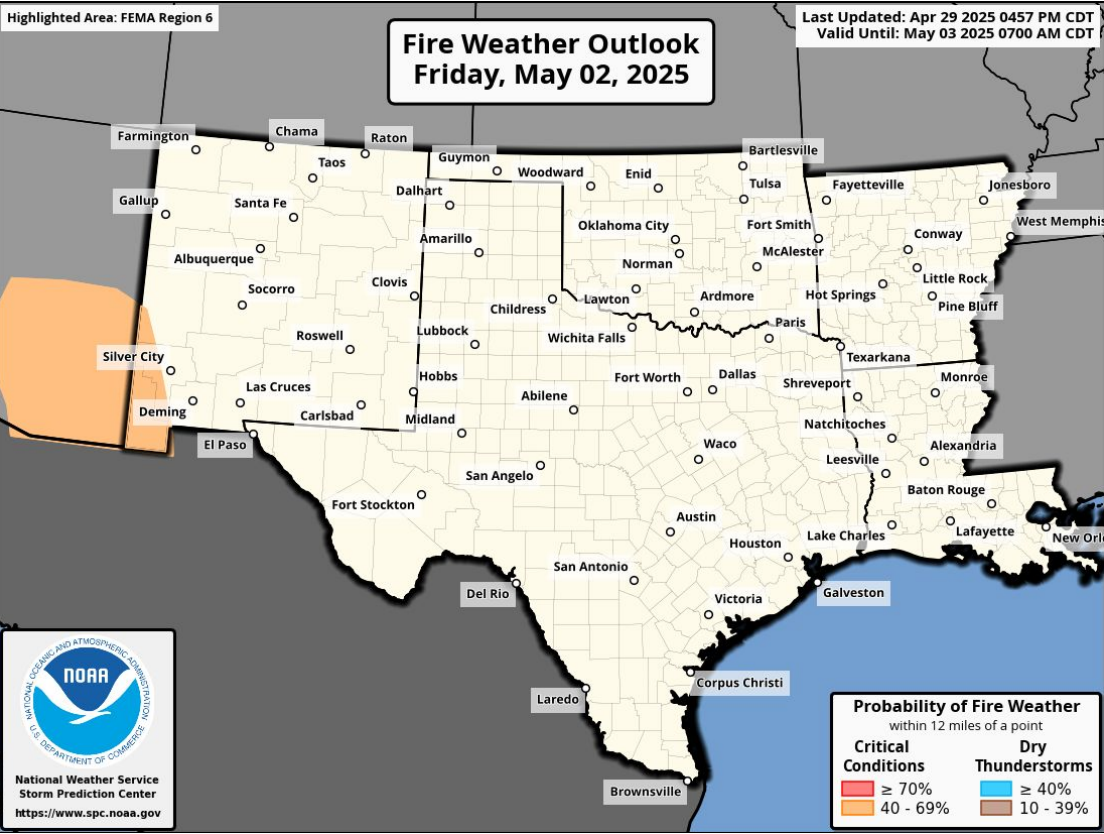 Highlighted Area: FEMA Region 6
Last Updated: Apr 29 2025 0457 PM CDT
Valid Until: May 03 2025 0700 AM CDT
Fire Weather Outlook
Friday, May 02, 2025
Farmington
Chama
Raton
Taos
Guymon
Woodward
Enid
Bartlesville
Tulsa
Fayetteville
Jonesboro
Gallup
Santa Fe
Dalhart
Oklahoma City
Fort Smith
West Memphis
Albuquerque
Amarillo
Norman
McAlester
Conway
Socorro
Clovis
Childress
Lawton
Ardmore
Hot Springs
Little Rock
Pine Bluff
Roswell
Lubbock
Wichita Falls
Paris
Texarkana
Silver City
Las Cruces
Hobbs
Abilene
Fort Worth
Dallas
Shreveport
Monroe
Deming
Carlsbad
Midland
Natchitoches
El Paso
Waco
Leesville
Alexandria
San Angelo
Fort Stockton
Baton Rouge
Austin
Houston
Lake Charles
Lafayette
New Orl
San Antonio
Del Rio
Victoria
Galveston
Laredo
Corpus Christi
Brownsville
NATIONAL OCEANIC AND ATMOSPHERIC ADMINISTRATION
NOAA
U.S. DEPARTMENT OF COMMERCE
National Weather Service
Storm Prediction Center
https://www.spc.noaa.gov
Probability of Fire Weather
within 12 miles of a point
Critical
Conditions
≥ 70%
40 - 69%
Dry
Thunderstorms
≥ 40%
10 - 39%